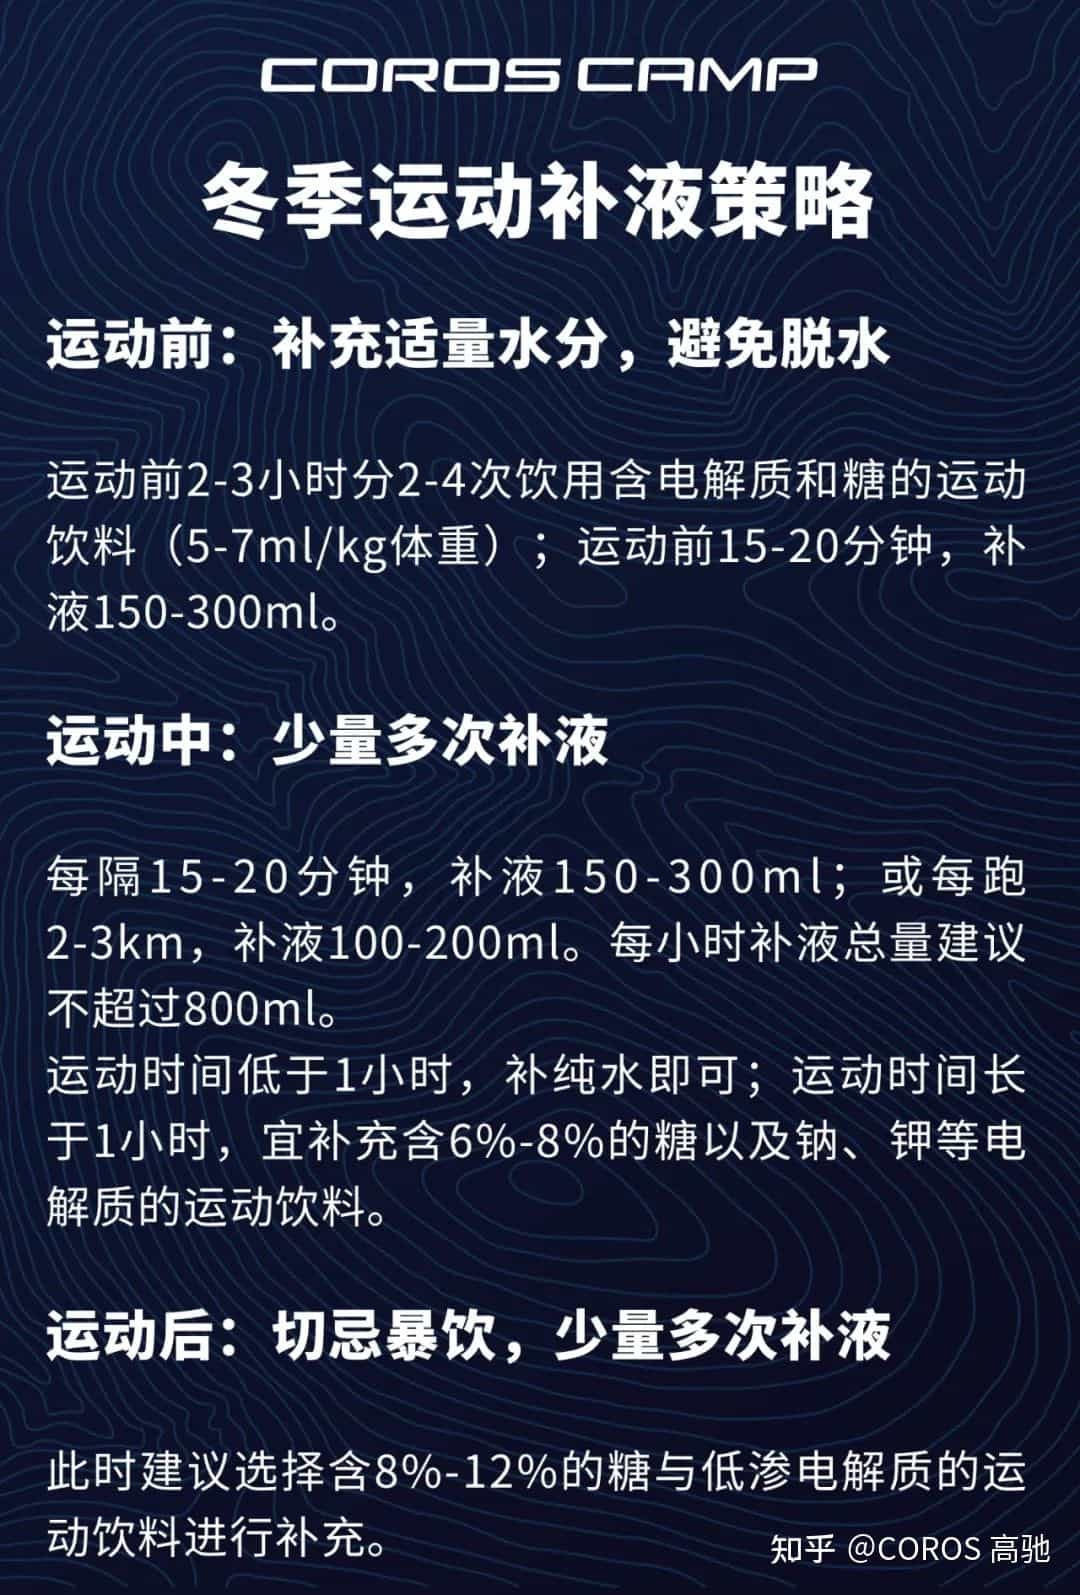 COROS CAMP
冬季运动补液策略
运动前：补充适量水分，避免脱水
运动前2-3小时分2-4次饮用含电解质和糖的运动
饮料（5-7ml/kg体重）；运动前15-20分钟，补
液150-300ml。
运动中：少量多次补液
每隔15-20分钟，补液150-300ml；或每跑
2-3km，补液100-200ml。每小时补液总量建议
不超过800ml。
运动时间低于1小时，补纯水即可；运动时间长
于1小时，宜补充含6%-8%的糖以及钠、钾等电
解质的运动饮料。
运动后：切忌暴饮，少量多次补液
此时建议选择含8%-12%的糖与低渗电解质的运
动饮料进行补充。
知乎 @COROS 高驰